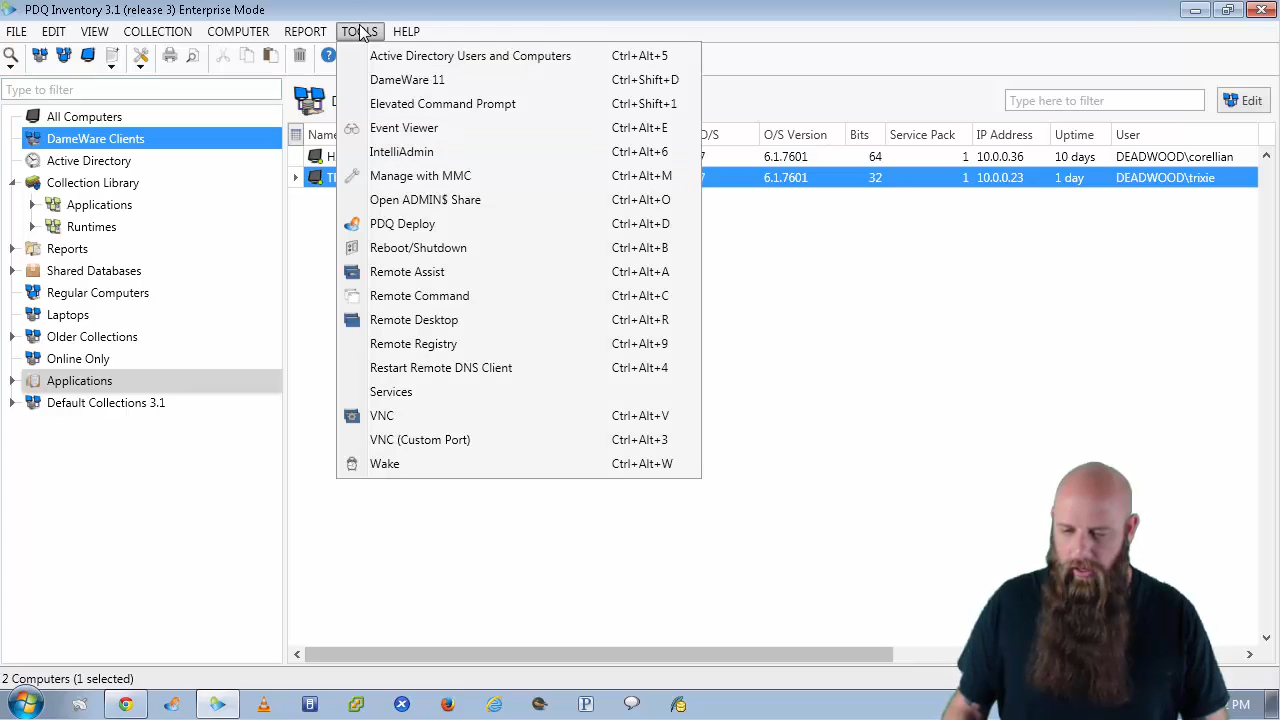 PDQ Inventory 3.1 (release 3) Enterprise Mode
FILE EDIT VIEW COLLECTION COMPUTER REPORT TOOLS HELP
Type to filter
All Computers
DameWare Clients
Active Directory
Collection Library
Applications
Runtimes
Reports
Shared Databases
Regular Computers
Laptops
Older Collections
Online Only
Applications
Default Collections 3.1
Active Directory Users and Computers Ctrl+Alt+5
DameWare 11 Ctrl+Shift+D
Elevated Command Prompt Ctrl+Shift+1
Event Viewer Ctrl+Alt+E
IntelliAdmin Ctrl+Alt+6
Manage with MMC Ctrl+Alt+M
Open ADMIN$ Share Ctrl+Alt+O
PDQ Deploy Ctrl+Alt+D
Reboot/Shutdown Ctrl+Alt+B
Remote Assist Ctrl+Alt+A
Remote Command Ctrl+Alt+C
Remote Desktop Ctrl+Alt+R
Remote Registry Ctrl+Alt+9
Restart Remote DNS Client Ctrl+Alt+4
Services
VNC Ctrl+Alt+V
VNC (Custom Port) Ctrl+Alt+3
Wake Ctrl+Alt+W
Type here to filter
Edit
O/S Version Bits Service Pack IP Address Uptime User
6.1.7601 64 1 10.0.0.36 10 days DEADWOOD\corellian
6.1.7601 32 1 10.0.0.23 1 day DEADWOOD\trixie
2 Computers (1 selected)
PM